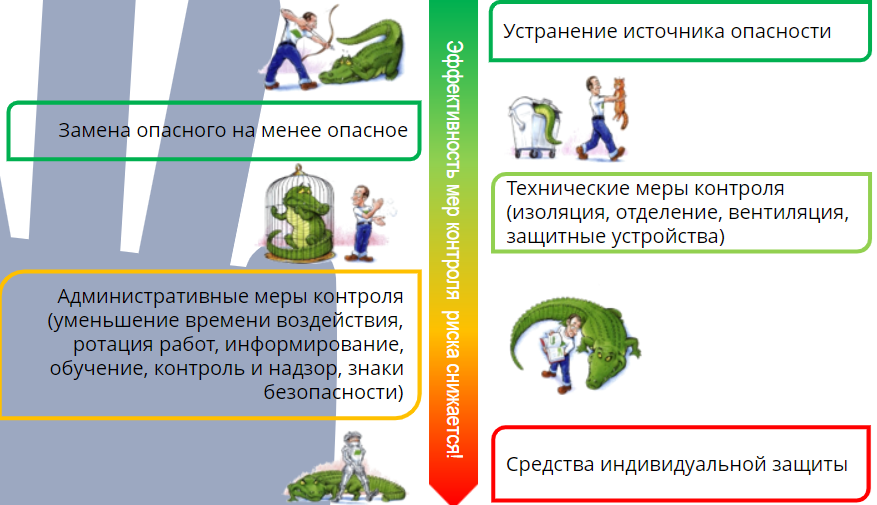 Устранение источника опасности
Замена опасного на менее опасное
Технические меры контроля
(изоляция, отделение, вентиляция,
защитные устройства)
Административные меры контроля
(уменьшение времени воздействия,
ротация работ, информирование,
обучение, контроль и надзор, знаки
безопасности)
Средства индивидуальной защиты
Эффективность мер контроля риска снижается!